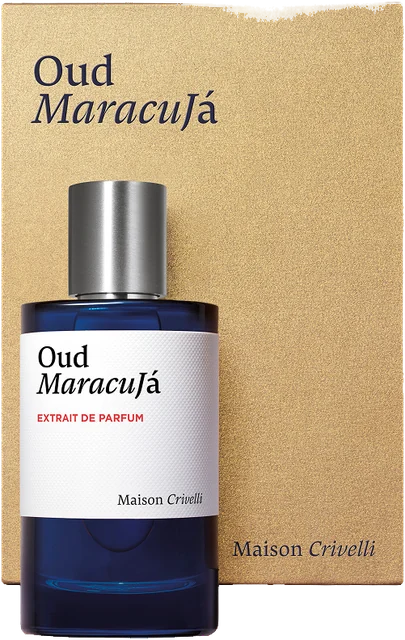 Oud
MaracuJá
Oud
MaracuJá
EXTRAIT DE PARFUM
Maison Crivelli
Maison Crivelli